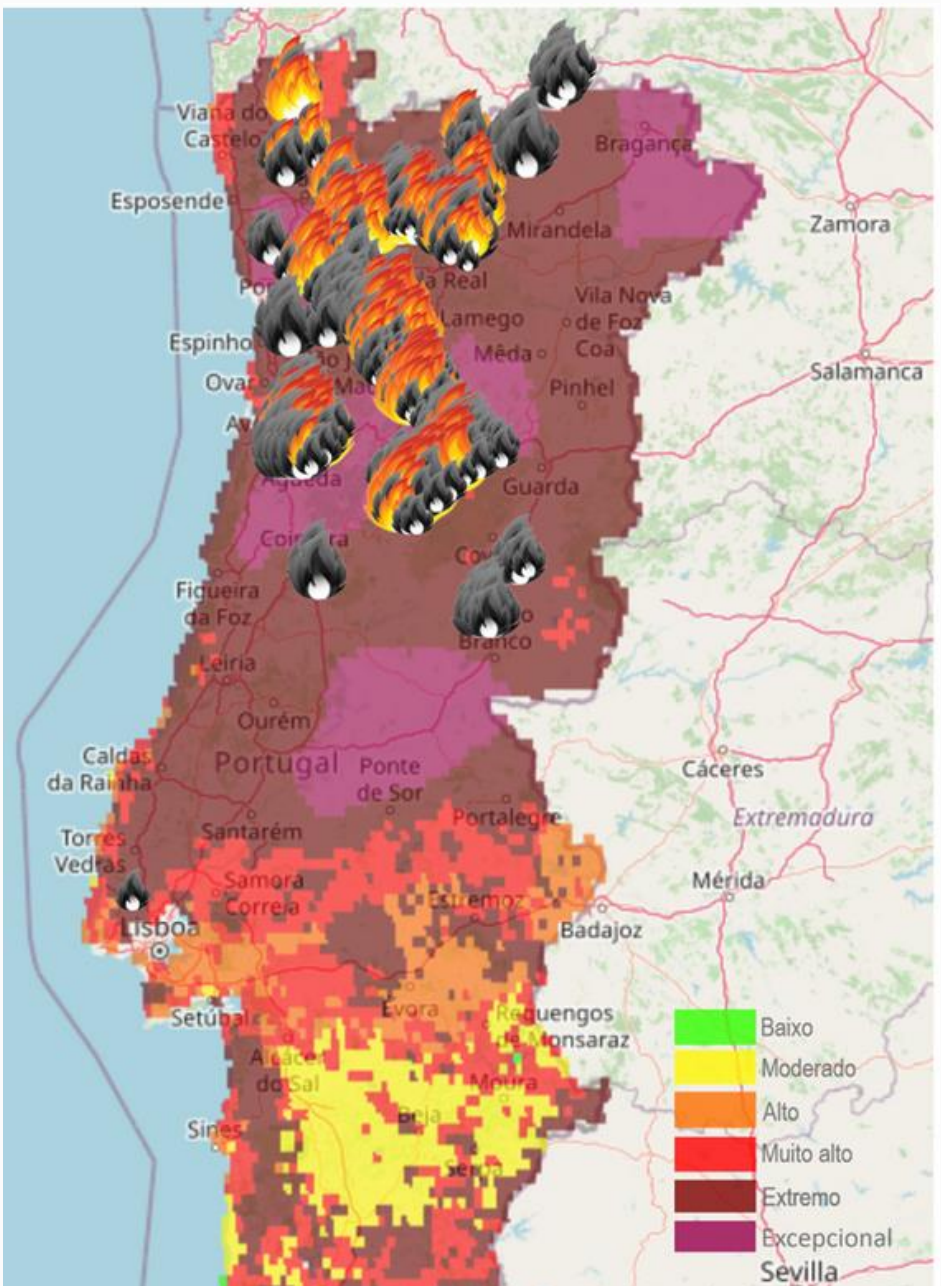 Viana do
Castelo
Bragança
Esposende
Zamora
Mirandela
Vila Nova
de Foz
Coa
Lamego
Espinho
Mêda
Salamanca
Ovar
Pinhel
Águeda
Guarda
Figueira
da Foz
Branco
Leiria
Ourém
Caldas
da Rainha
Portugal
Ponte
de Sor
Cáceres
Portalegre
Extremadura
Santarém
Torres
Vedras
Samora
Correia
Estremoz
Mérida
Lisboa
Badajoz
Évora
Setúbal
Reguengos
de Monsaraz
Alcácer
do Sal
Moura
Beja
Sines
Serpa
Baixo
Moderado
Alto
Muito alto
Extremo
Excepcional
Sevilla